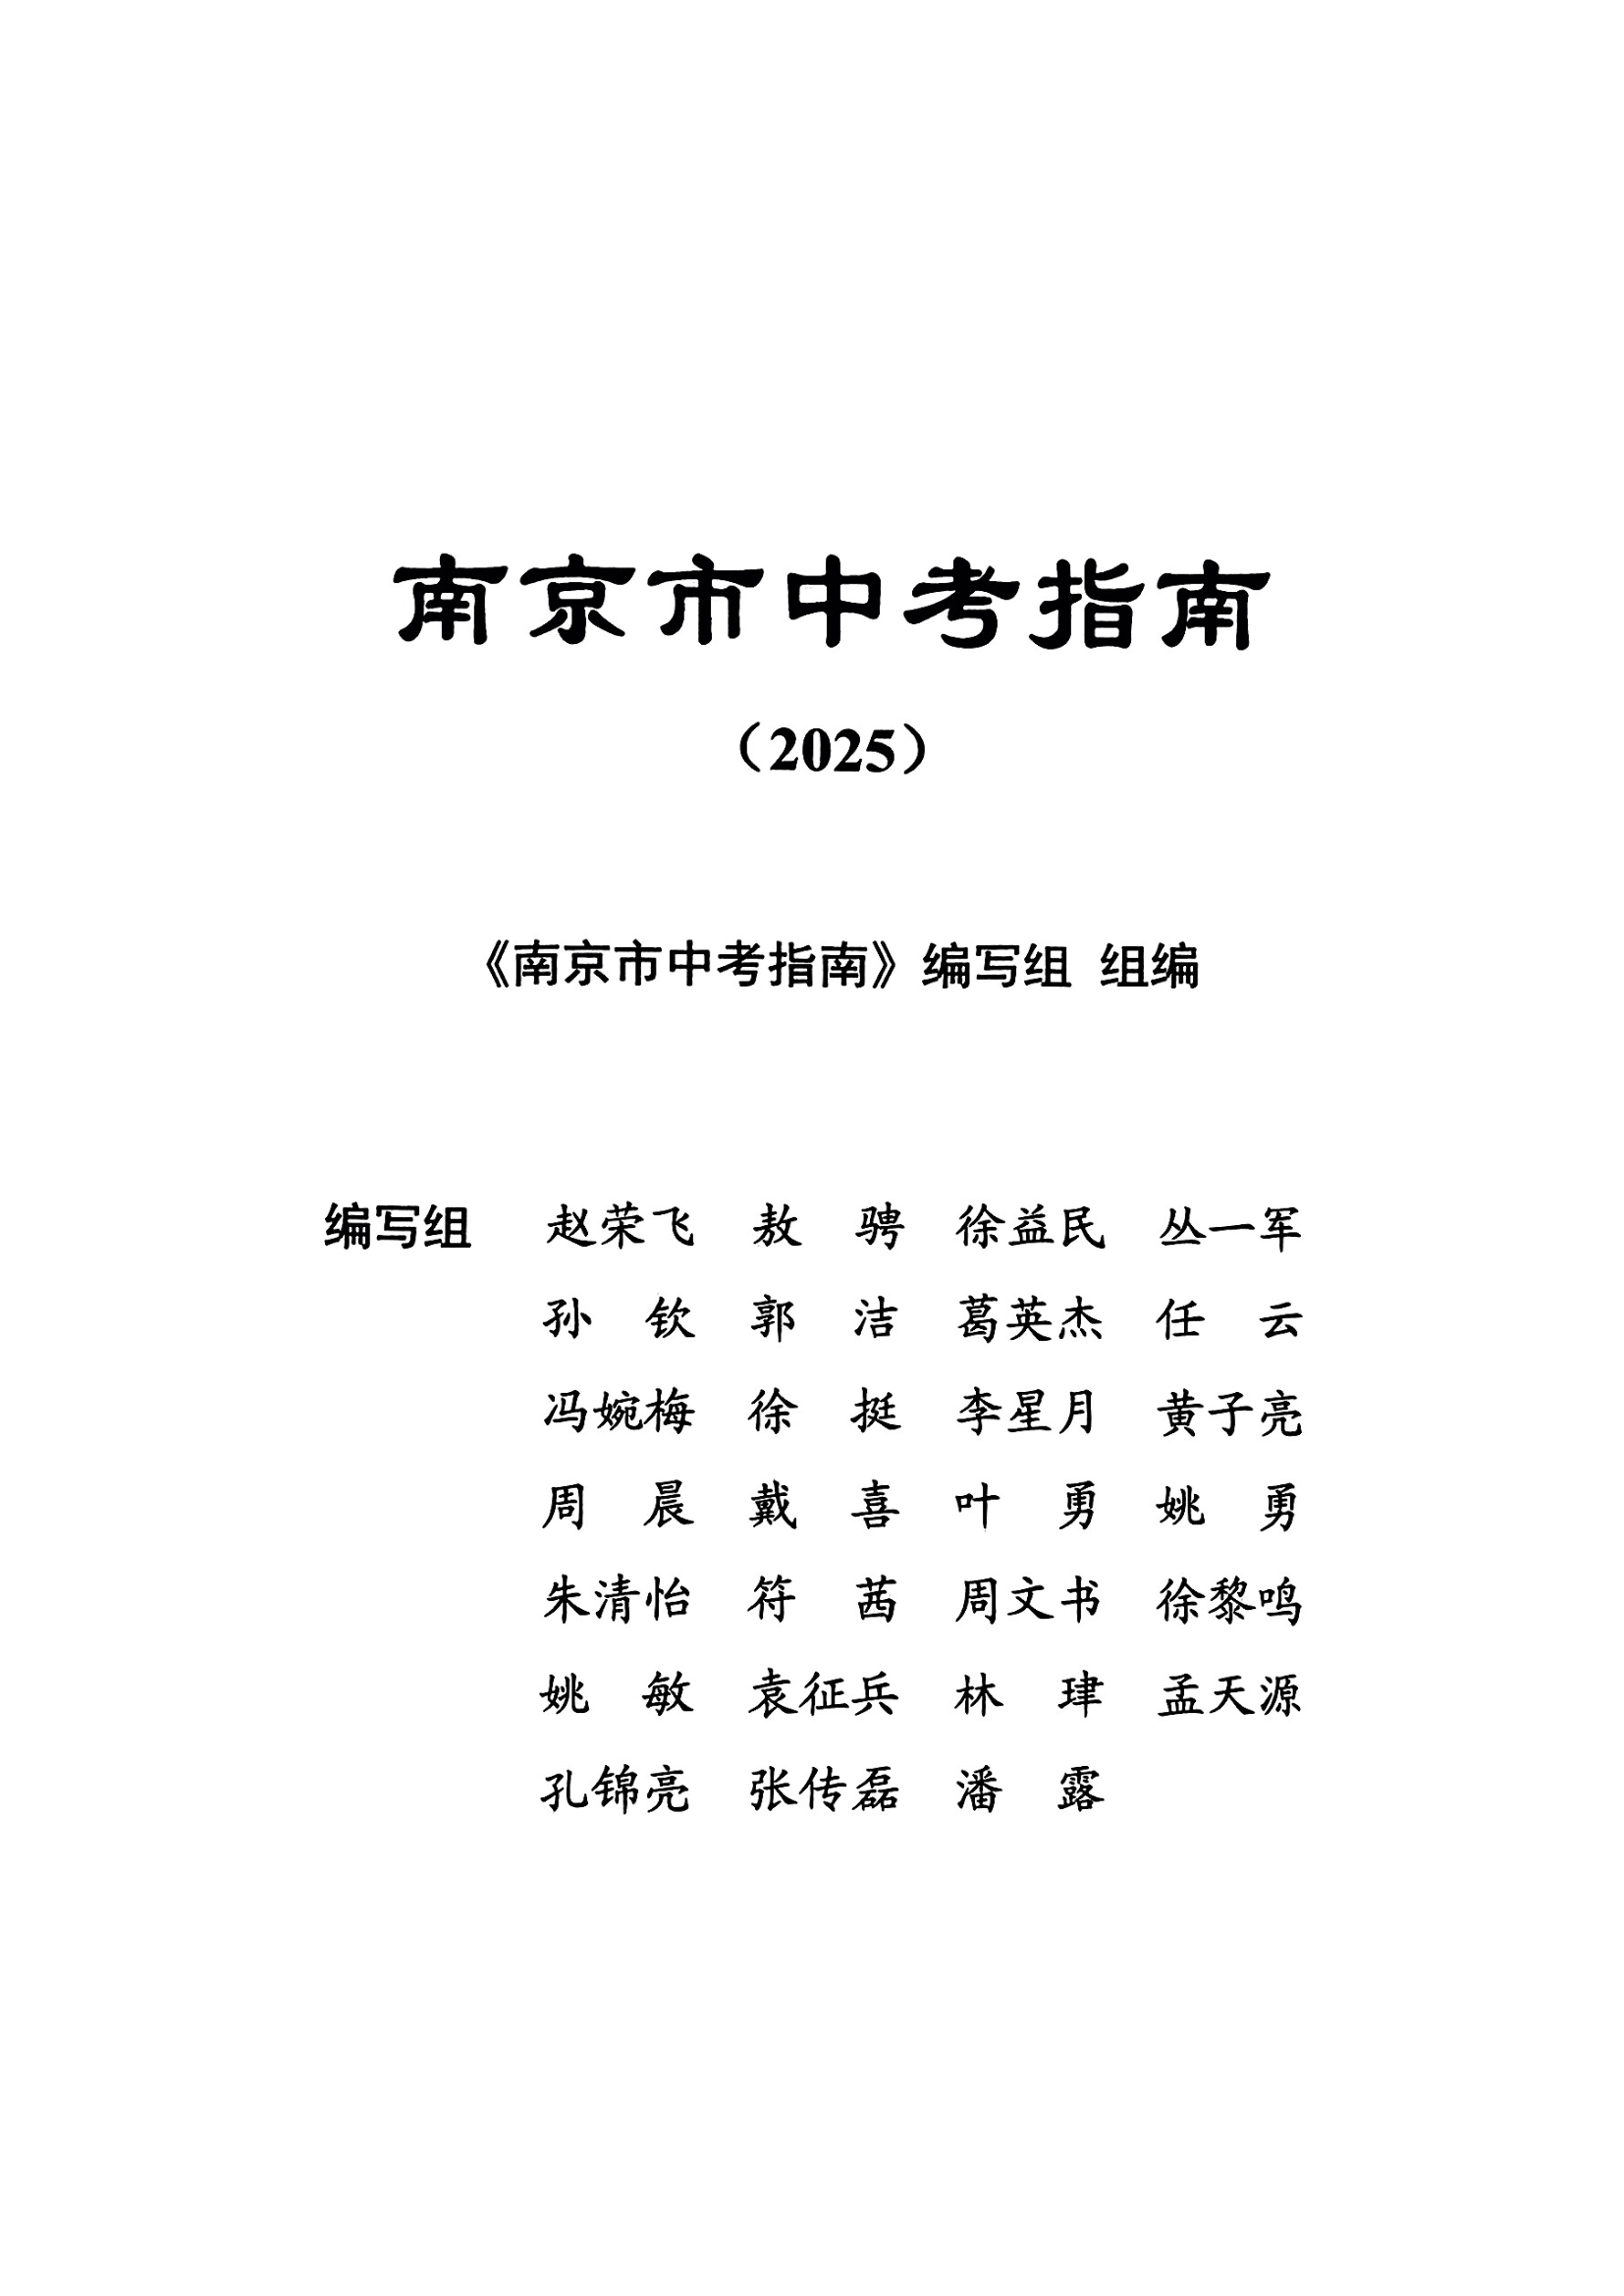 南京市中考指南
（2025）
《南京市中考指南》编写组 组编
编写组 赵荣飞 敖 骋 徐益民 丛一军
孙 钦 郭 洁 葛英杰 任 云
冯婉梅 徐 挺 李星月 黄子亮
周 晨 戴 喜 叶 勇 姚 勇
朱清怡 符 茜 周文书 徐黎鸣
姚 敏 袁征兵 林 珒 孟天源
孔锦亮 张传磊 潘 露